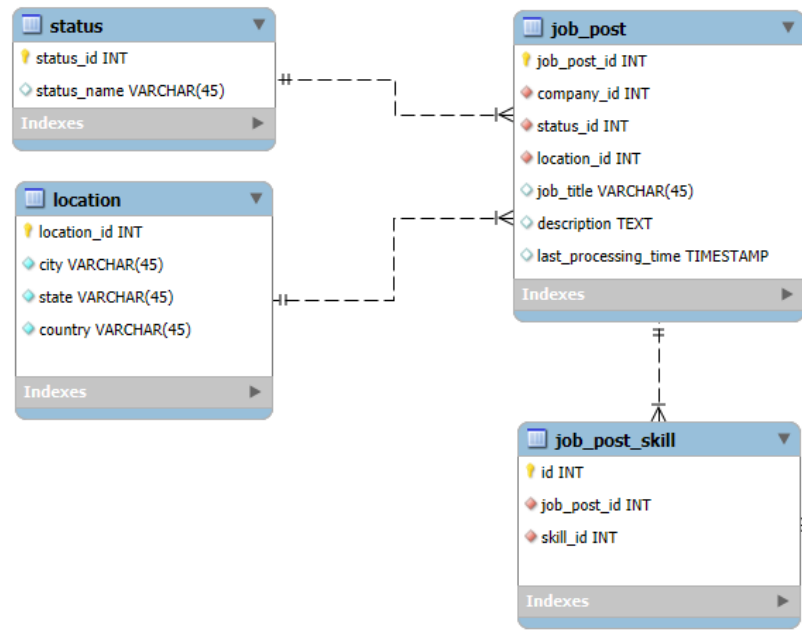 status
status_id INT
status_name VARCHAR(45)
Indexes
location
location_id INT
city VARCHAR(45)
state VARCHAR(45)
country VARCHAR(45)
Indexes
job_post
job_post_id INT
company_id INT
status_id INT
location_id INT
job_title VARCHAR(45)
description TEXT
last_processing_time TIMESTAMP
Indexes
job_post_skill
id INT
job_post_id INT
skill_id INT
Indexes